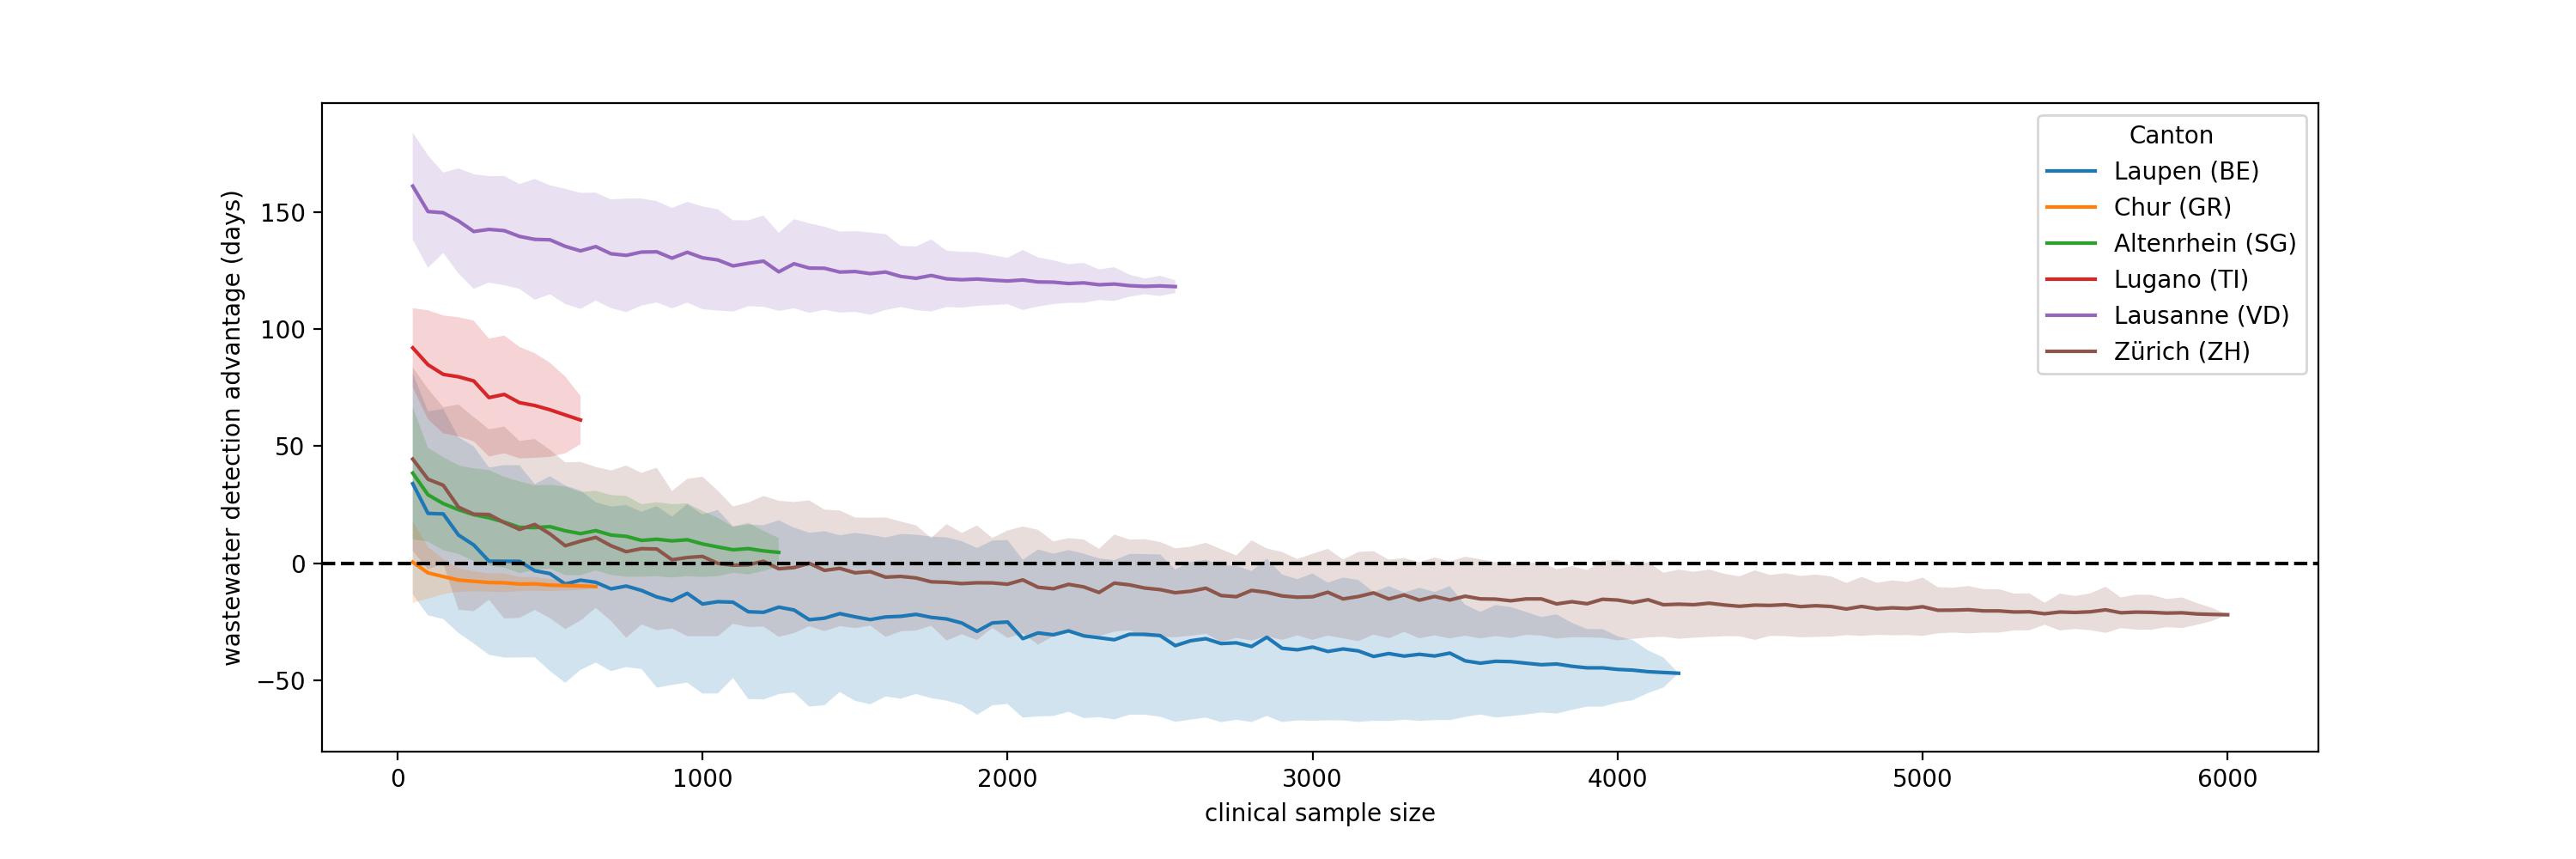 Canton
Laupen (BE)
Chur (GR)
Altenrhein (SG)
Lugano (TI)
Lausanne (VD)
Zürich (ZH)
wastewater detection advantage (days)
150
100
50
0
−50
0 1000 2000 3000 4000 5000 6000
clinical sample size